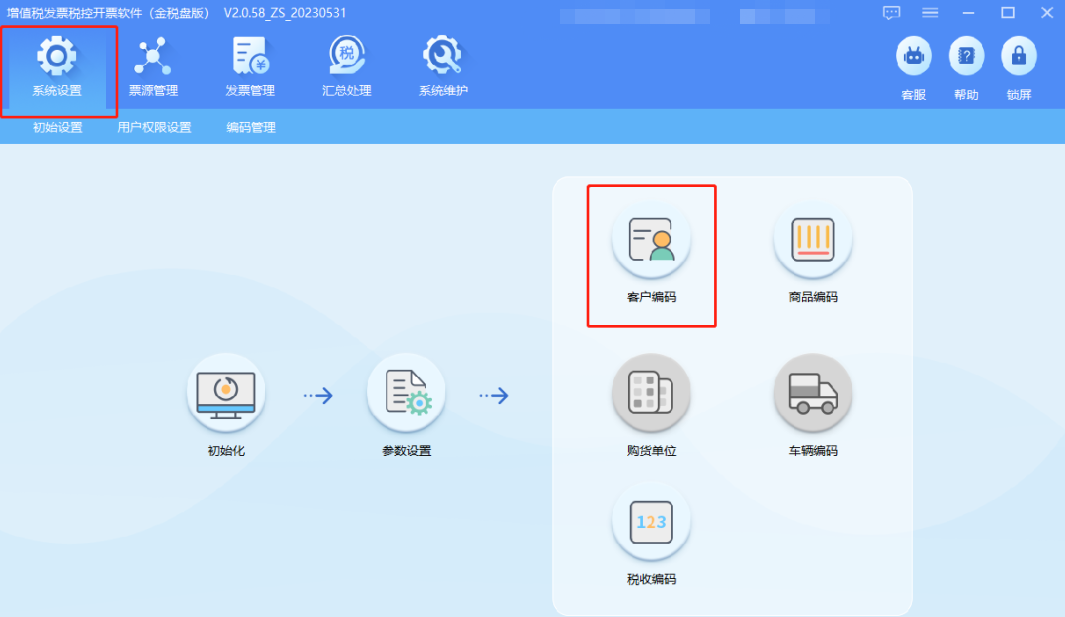 增值税发票税控开票软件（金税盘版） V2.0.58_ZS_20230531
系统设置 票源管理 发票管理 汇总处理 系统维护 客服 帮助 锁屏
初始设置 用户权限设置 编码管理
客户编码 商品编码
初始化 参数设置 购货单位 车辆编码
123
税收编码